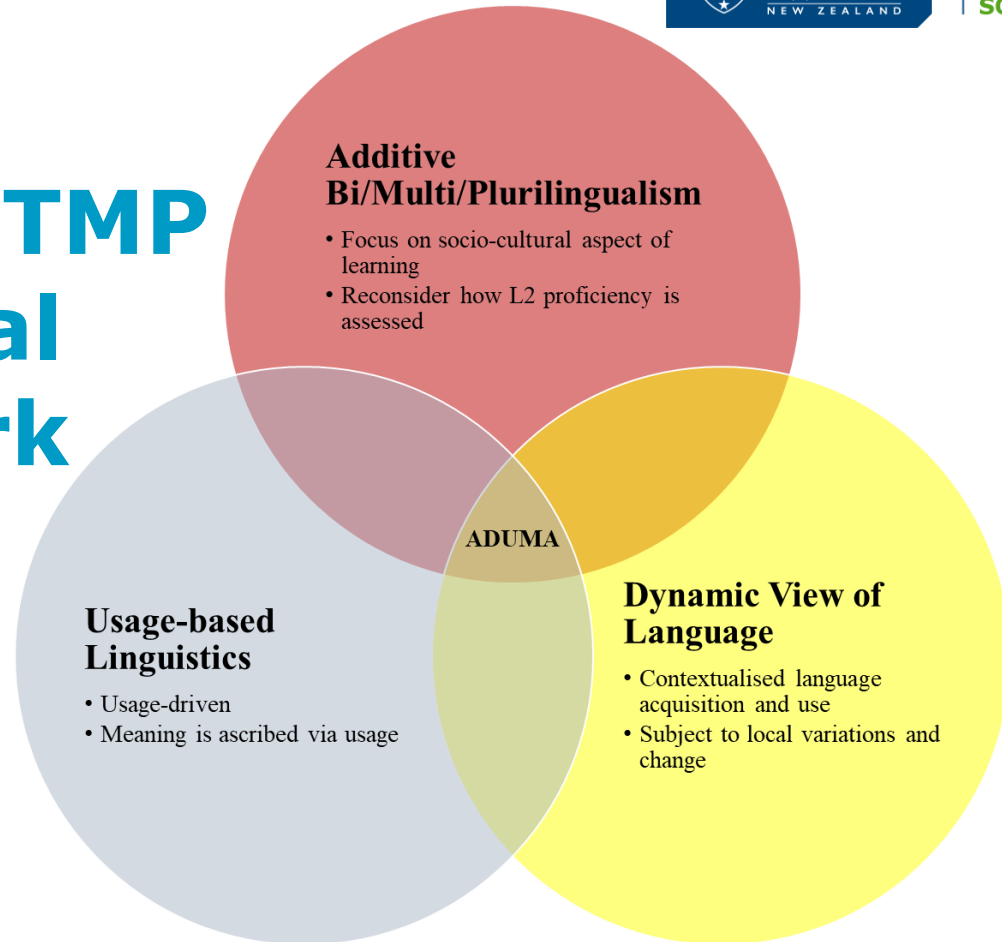 NEW ZEALAND
TMP
al
rk
Additive
Bi/Multi/Plurilingualism
• Focus on socio-cultural aspect of
learning
• Reconsider how L2 proficiency is
assessed
ADUMA
Usage-based
Linguistics
• Usage-driven
• Meaning is ascribed via usage
Dynamic View of
Language
• Contextualised language
acquisition and use
• Subject to local variations and
change